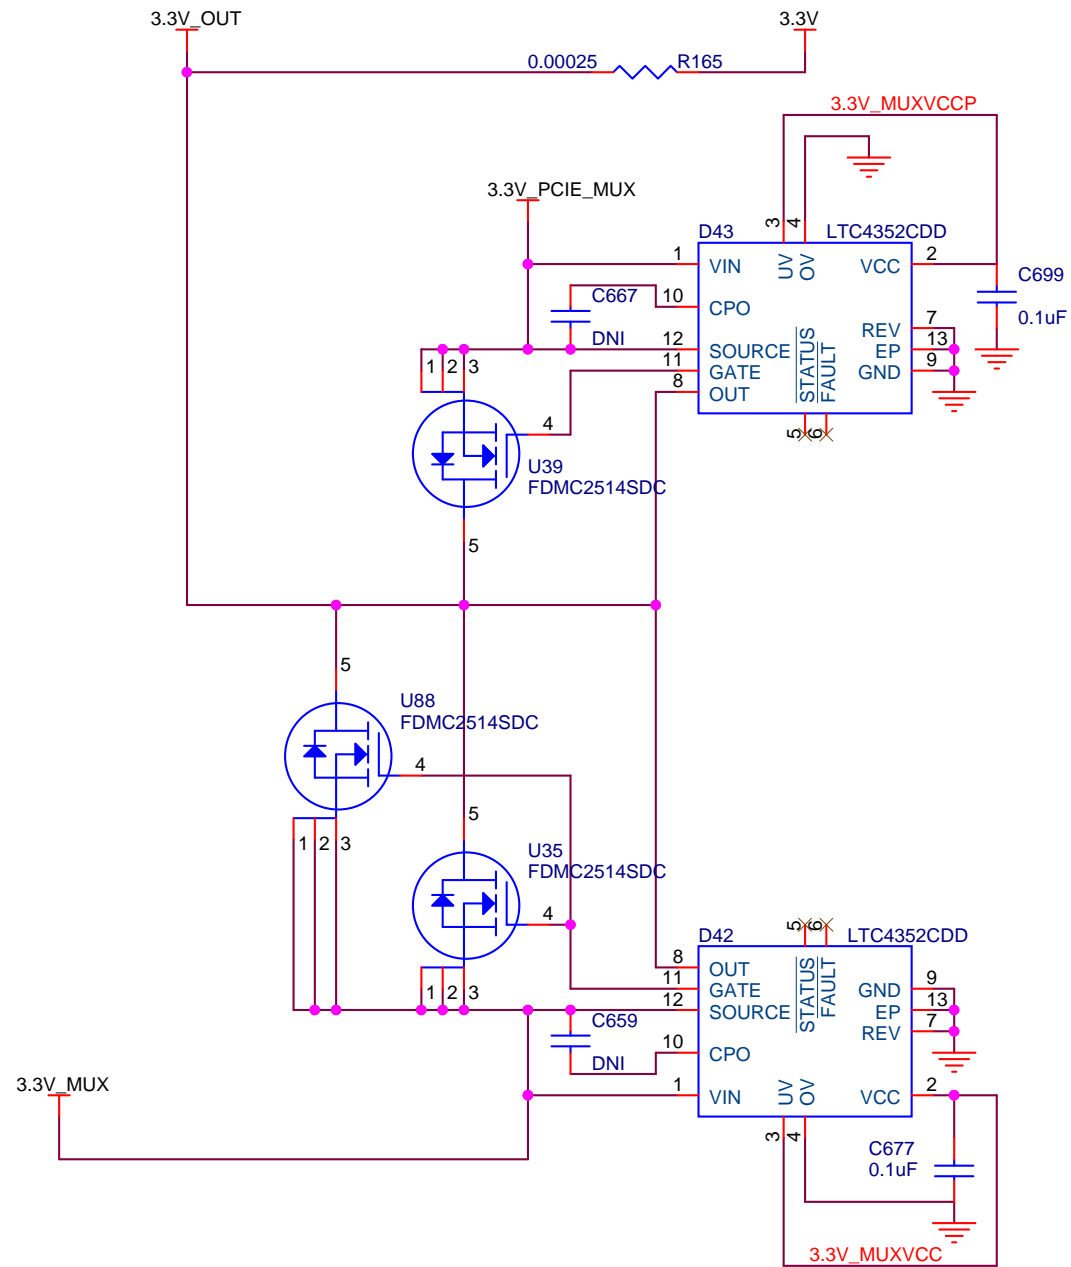 3.3V_OUT
3.3V
0.00025
R165
3.3V_MUXVCCP
3.3V_PCIE_MUX
D43
LTC4352CDD
3
4
1
VIN
UV
OV
VCC
2
C667
10
CPO
C699
0.1uF
DNI
12
SOURCE
11
GATE
8
OUT
STATUS
FAULT
REV
7
EP
13
GND
9
5
6
1
2
3
4
U39
FDMC2514SDC
5
5
U88
FDMC2514SDC
4
1
2
3
5
U35
FDMC2514SDC
4
1
2
3
D42
LTC4352CDD
5
6
8
OUT
11
GATE
12
SOURCE
STATUS
FAULT
GND
9
EP
13
REV
7
C659
DNI
10
CPO
1
VIN
UV
OV
VCC
2
3
4
3.3V_MUX
C677
0.1uF
3.3V_MUXVCC